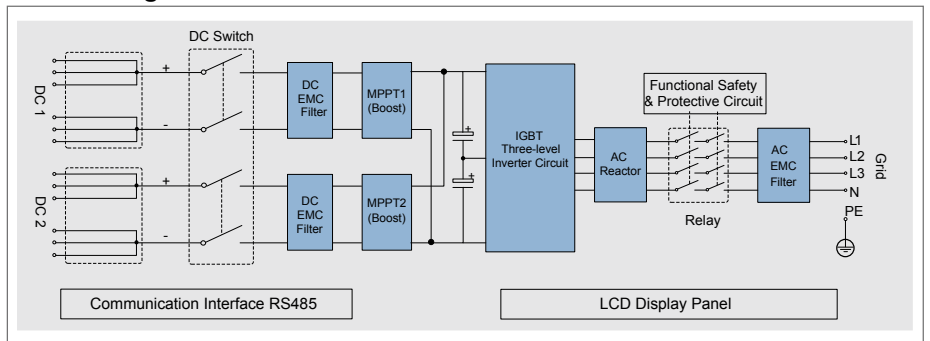 DC Switch
DC 1
+
-
DC
EMC
Filter
MPPT1
(Boost)
DC 2
+
-
DC
EMC
Filter
MPPT2
(Boost)
IGBT
Three-level
Inverter Circuit
AC
Reactor
Functional Safety
& Protective Circuit
Relay
AC
EMC
Filter
L1
L2
L3
N
PE
Grid
Communication Interface RS485
LCD Display Panel